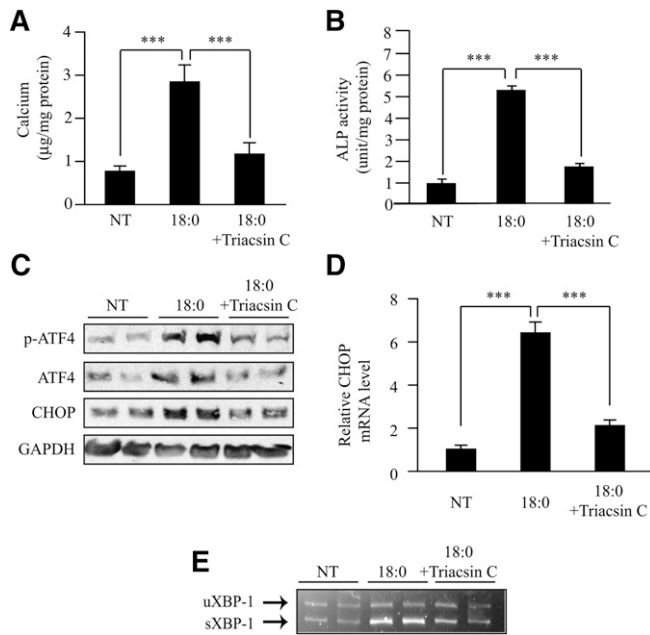 A
Calcium
(µg/mg protein)
4
3
2
1
0
***
***
NT
18:0
18:0
+Triacsin C
B
ALP activity
(unit/mg protein)
8
7
6
5
4
3
2
1
0
***
***
NT
18:0
18:0
+Triacsin C
C
NT
18:0
18:0
+Triacsin C
p-ATF4
ATF4
CHOP
GAPDH
D
Relative CHOP
mRNA level
8
6
4
2
0
***
***
NT
18:0
18:0
+Triacsin C
E
NT
18:0
18:0
+Triacsin C
uXBP-1
sXBP-1